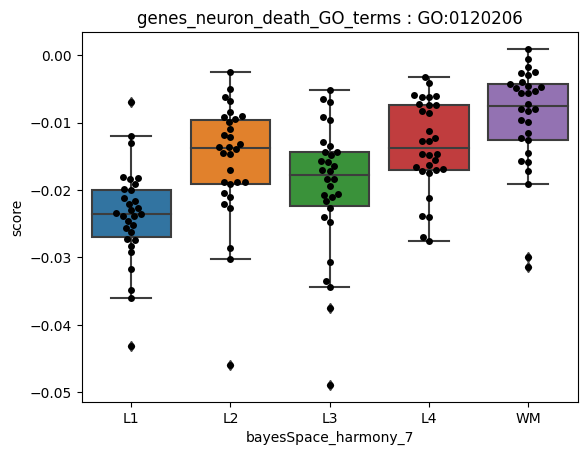 genes_neuron_death_GO_terms : GO:0120206
0.00
−0.01
−0.02
−0.03
−0.04
−0.05
score
L1 L2 L3 L4 WM
bayesSpace_harmony_7